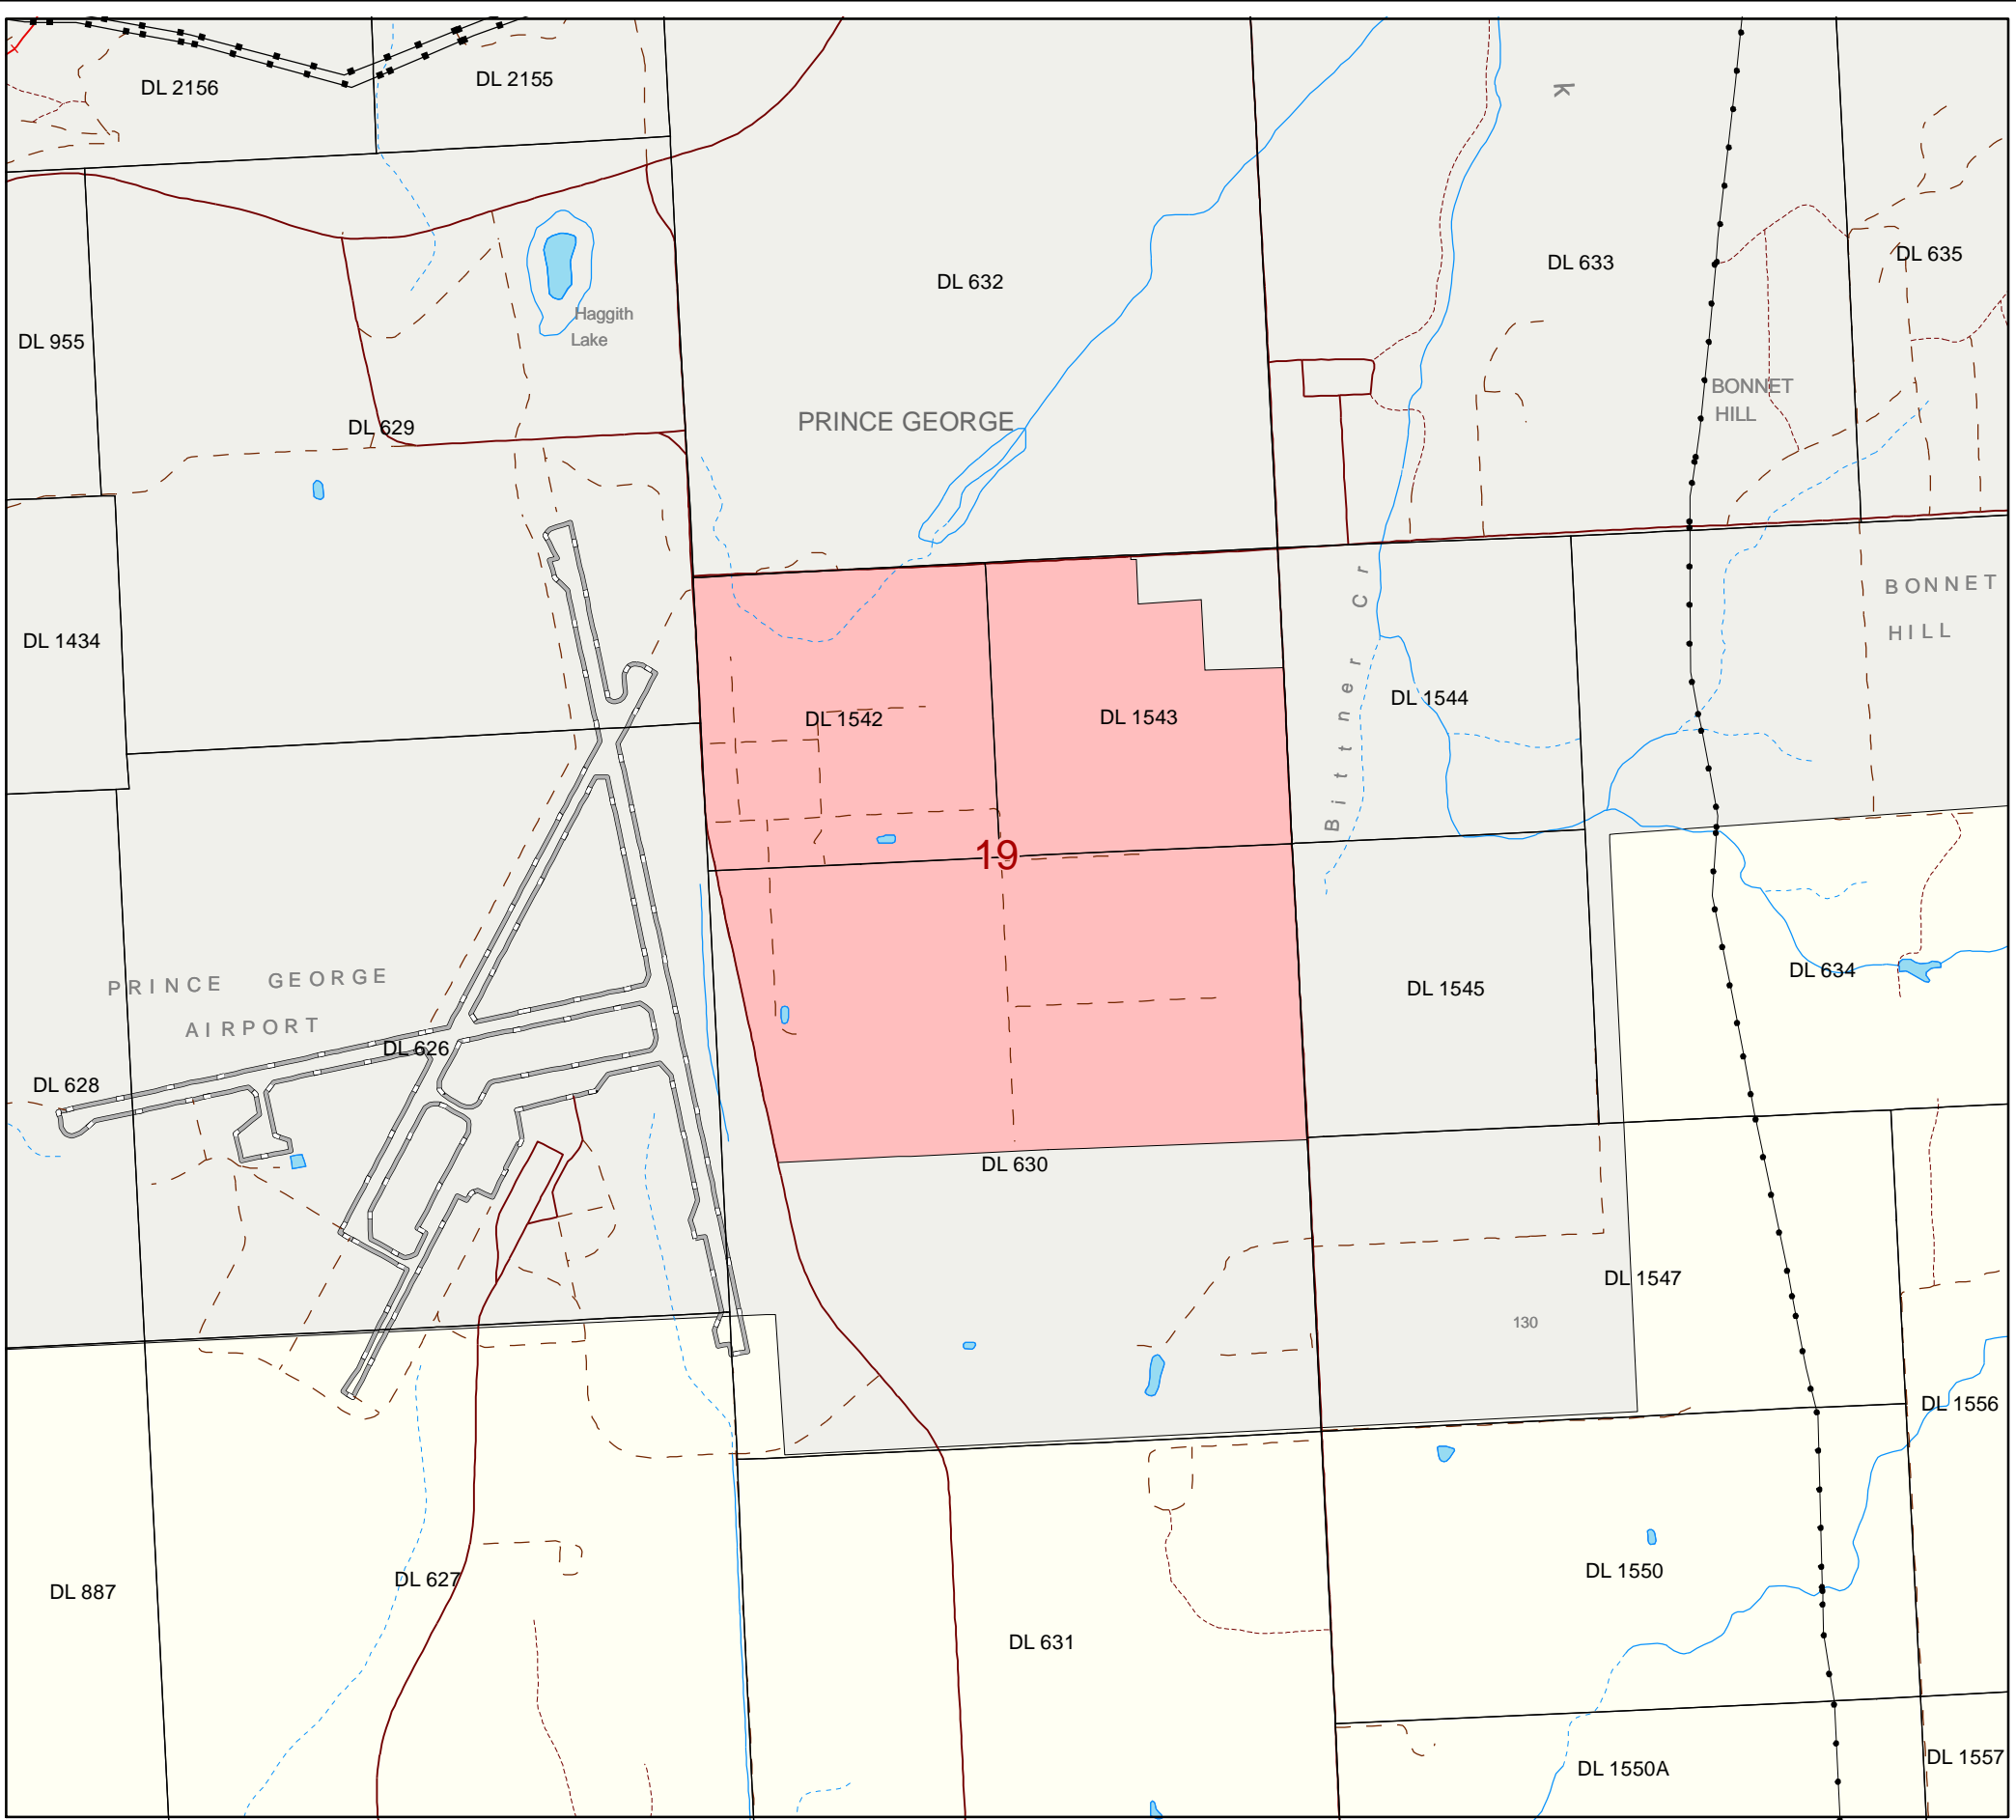 DL 2156
DL 2155
k
DL 632
DL 633
DL 635
Haggith
Lake
DL 955
BONNET
HILL
DL 629
PRINCE GEORGE
Bittner Cr
BONNET
HILL
DL 1434
DL 1542
DL 1543
DL 1544
19
PRINCE GEORGE
AIRPORT
DL 626
DL 628
DL 1545
DL 634
DL 630
DL 1547
130
DL 1556
DL 887
DL 627
DL 631
DL 1550
DL 1550A
DL 1557